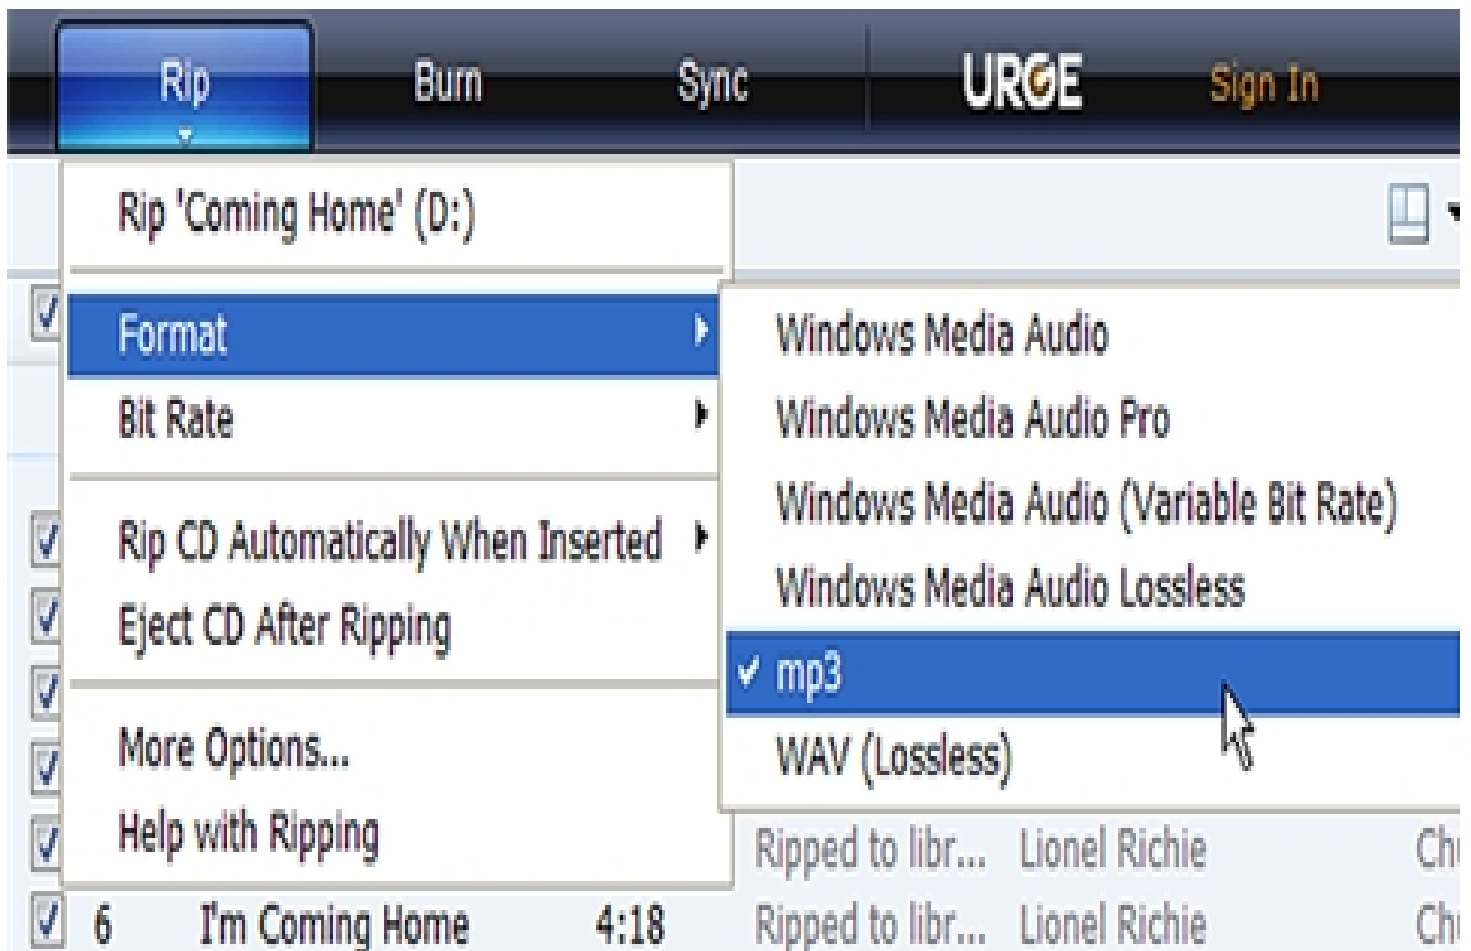 Rip Burn Sync URGE Sign In
Rip 'Coming Home' (D:)
Format
Bit Rate
Rip CD Automatically When Inserted
Eject CD After Ripping
More Options...
Help with Ripping
Windows Media Audio
Windows Media Audio Pro
Windows Media Audio (Variable Bit Rate)
Windows Media Audio Lossless
mp3
WAV (Lossless)
Ripped to libr... Lionel Richie
6 I'm Coming Home 4:18 Ripped to libr... Lionel Richie